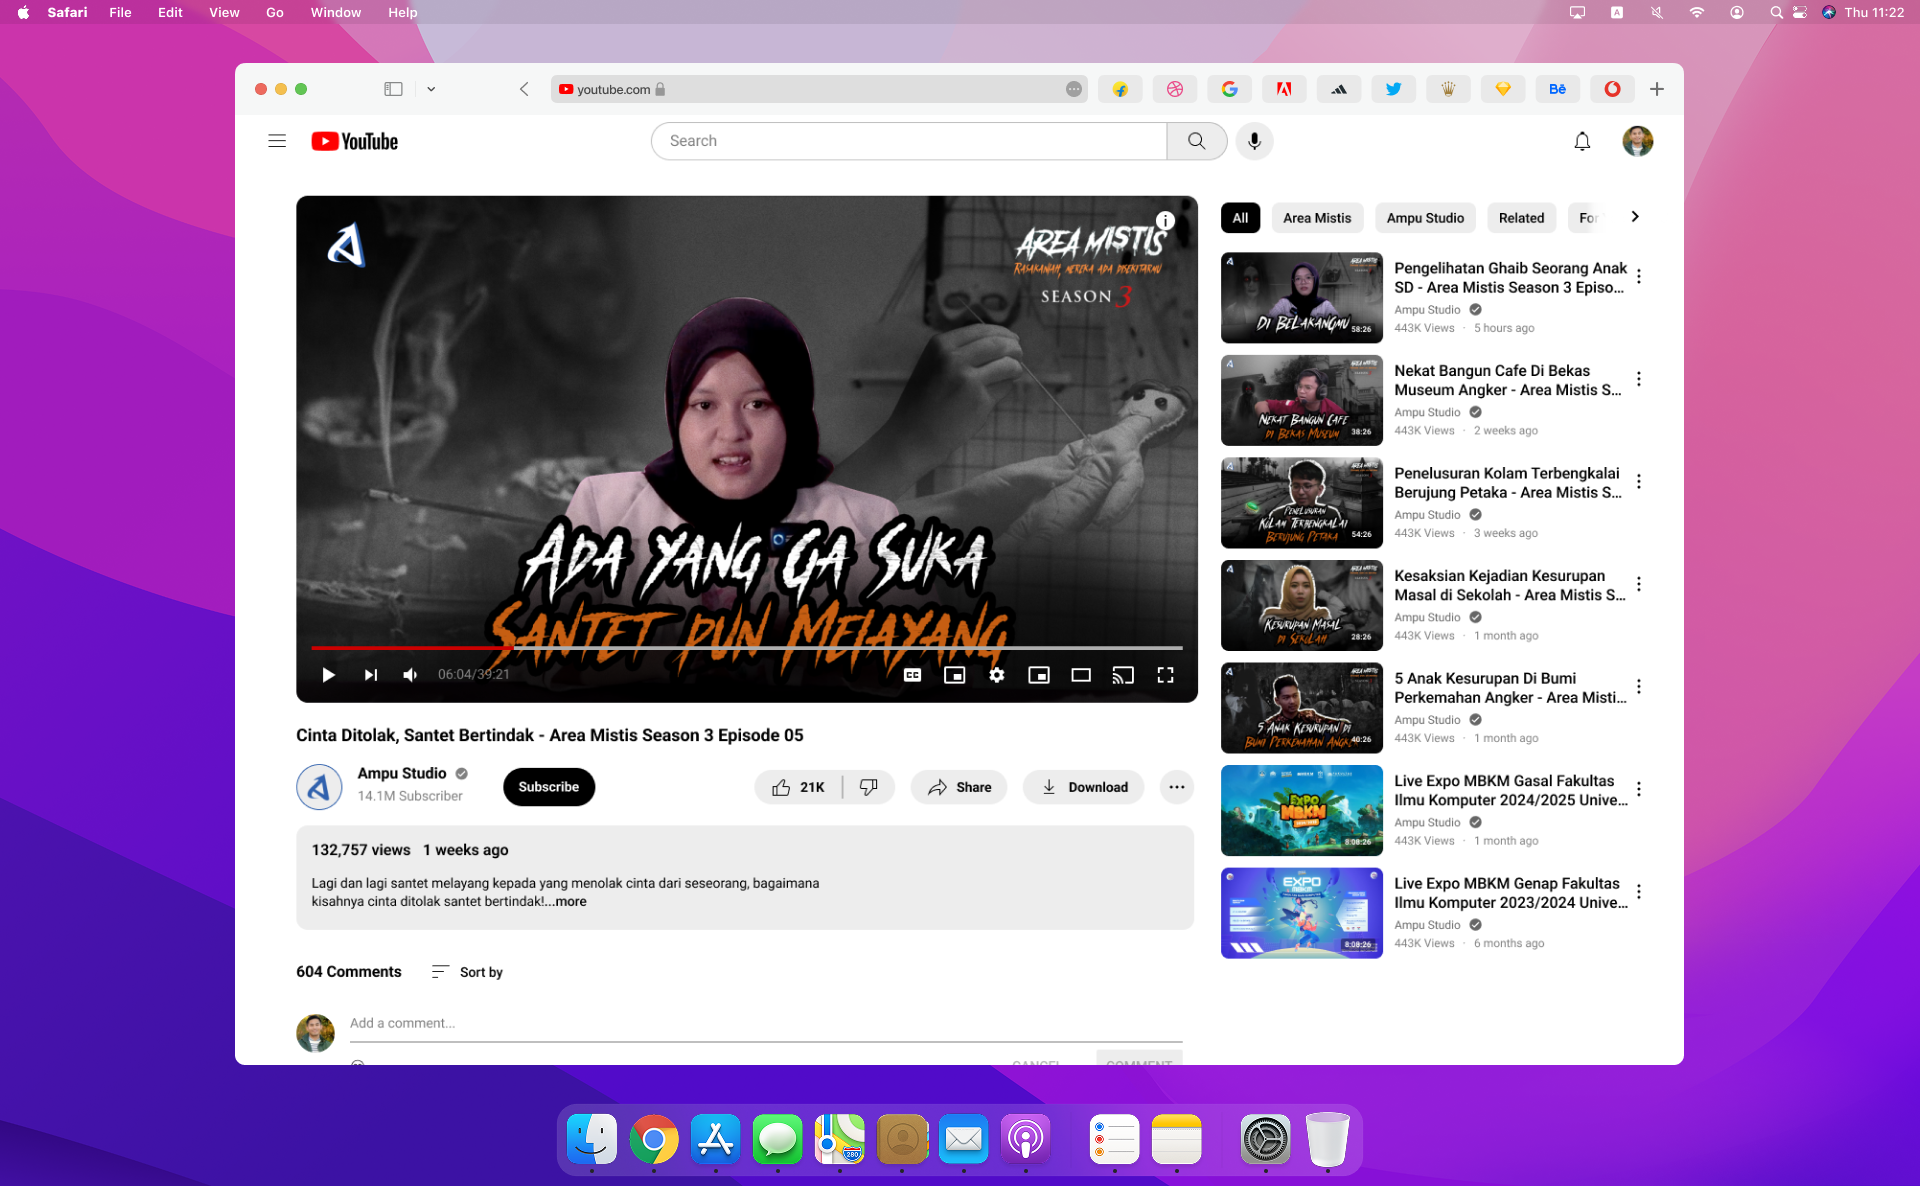 Safari File Edit View Go Window Help
Thu 11:22
youtube.com
Bē
YouTube
Search
AREA MISTIS
RASAKANLAH, MEREKA ADA DISEKITARMU
SEASON 3
ADA YANG GA SUKA
SANTET PUN MELAYANG
CC
06:04/39:21
Cinta Ditolak, Santet Bertindak - Area Mistis Season 3 Episode 05
Ampu Studio
14.1M Subscriber
Subscribe
21K
Share
Download
132,757 views 1 weeks ago
Lagi dan lagi santet melayang kepada yang menolak cinta dari seseorang, bagaimana
kisahnya cinta ditolak santet bertindak!...more
604 Comments
Sort by
Add a comment...
CANCEL
COMMENT
All
Area Mistis
Ampu Studio
Related
For
DI BELAKANGMU
58:26
Pengelihatan Ghaib Seorang Anak
SD - Area Mistis Season 3 Episo...
Ampu Studio
443K Views · 5 hours ago
NEKAT BANGUN CAFE
DI BEKAS MUSEUM
38:26
Nekat Bangun Cafe Di Bekas
Museum Angker - Area Mistis S...
Ampu Studio
443K Views · 2 weeks ago
PENELUSURAN
KOLAM TERBENGKALAI
BERUJUNG PETAKA
54:26
Penelusuran Kolam Terbengkalai
Berujung Petaka - Area Mistis S...
Ampu Studio
443K Views · 3 weeks ago
KESURUPAN MASAL
DI SEKOLAH
28:26
Kesaksian Kejadian Kesurupan
Masal di Sekolah - Area Mistis S...
Ampu Studio
443K Views · 1 month ago
5 ANAK KESURUPAN DI
BUMI PERKEMAHAN ANGKER
40:26
5 Anak Kesurupan Di Bumi
Perkemahan Angker - Area Misti...
Ampu Studio
443K Views · 1 month ago
EXPO
MBKM
8:08:26
Live Expo MBKM Gasal Fakultas
Ilmu Komputer 2024/2025 Unive...
Ampu Studio
443K Views · 1 month ago
EXPO
8:08:26
Live Expo MBKM Genap Fakultas
Ilmu Komputer 2023/2024 Unive...
Ampu Studio
443K Views · 6 months ago
280